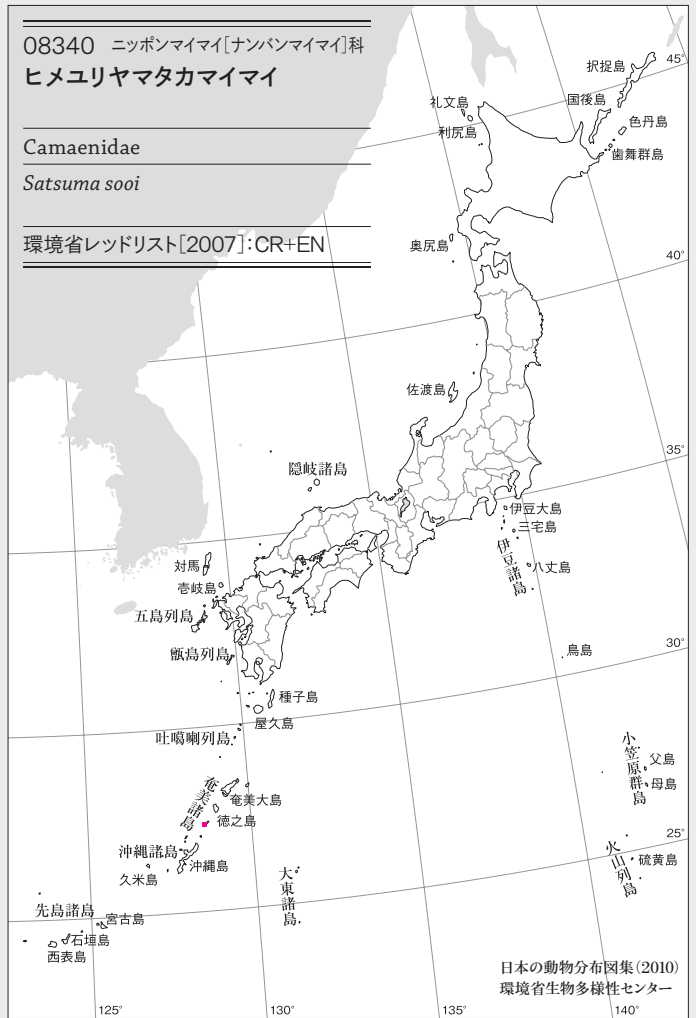 08340 ニッポンマイマイ[ナンバンマイマイ]科
ヒメユリヤマタカマイマイ
Camaenidae
Satsuma sooi
環境省レッドリスト[2007]:CR+EN
択捉島
45°
礼文島
国後島
利尻島
色丹島
歯舞群島
奥尻島
40°
佐渡島
35°
隠岐諸島
伊豆大島
三宅島
伊豆諸島
八丈島
対馬
壱岐島
五島列島
甑島列島
鳥島
30°
種子島
屋久島
吐噶喇列島
小笠原群島
父島
母島
奄美諸島
奄美大島
徳之島
25°
沖縄諸島
沖縄島
久米島
大東諸島
火山列島
硫黄島
先島諸島
宮古島
石垣島
西表島
日本の動物分布図集(2010)
環境省生物多様性センター
125°
130°
135°
140°